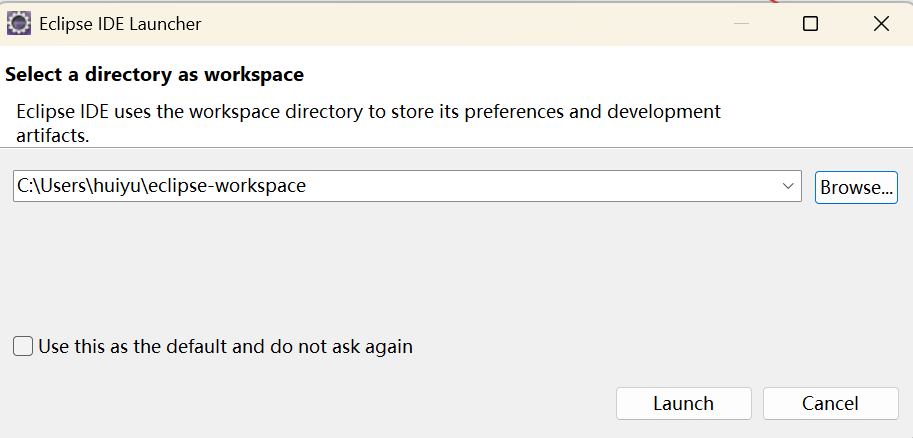 Eclipse IDE Launcher
Select a directory as workspace
Eclipse IDE uses the workspace directory to store its preferences and development
artifacts.
C:\Users\huiyu\eclipse-workspace
Browse...
Use this as the default and do not ask again
Launch
Cancel